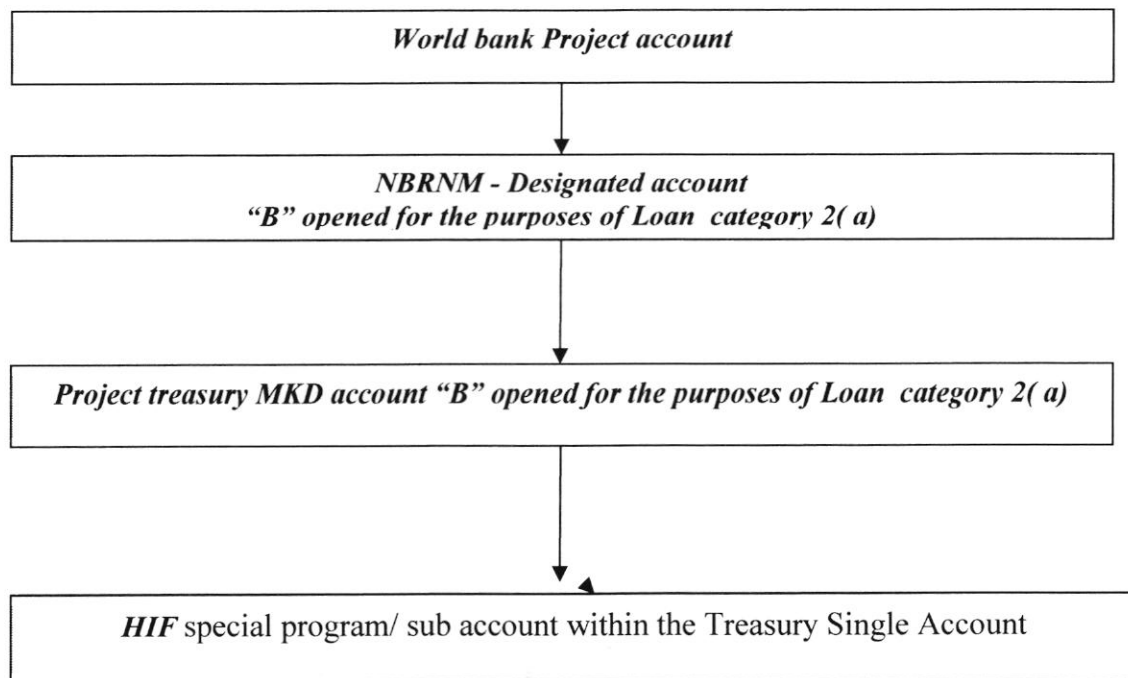 World bank Project account
NBRNM - Designated account
“B” opened for the purposes of Loan category 2( a)
Project treasury MKD account “B” opened for the purposes of Loan category 2( a)
HIF special program/ sub account within the Treasury Single Account